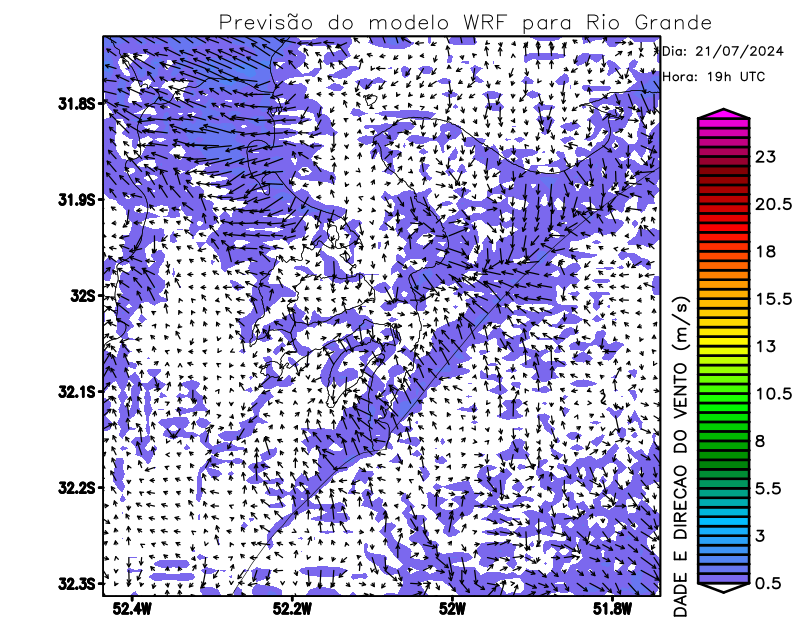 Previsão do modelo WRF para Rio Grande
Dia: 21/07/2024
Hora: 19h UTC
31.8S
31.9S
32S
32.1S
32.2S
32.3S
52.4W
52.2W
52W
51.8W
23
20.5
18
15.5
13
10.5
8
5.5
3
0.5
DADE E DIRECAO DO VENTO (m/s)